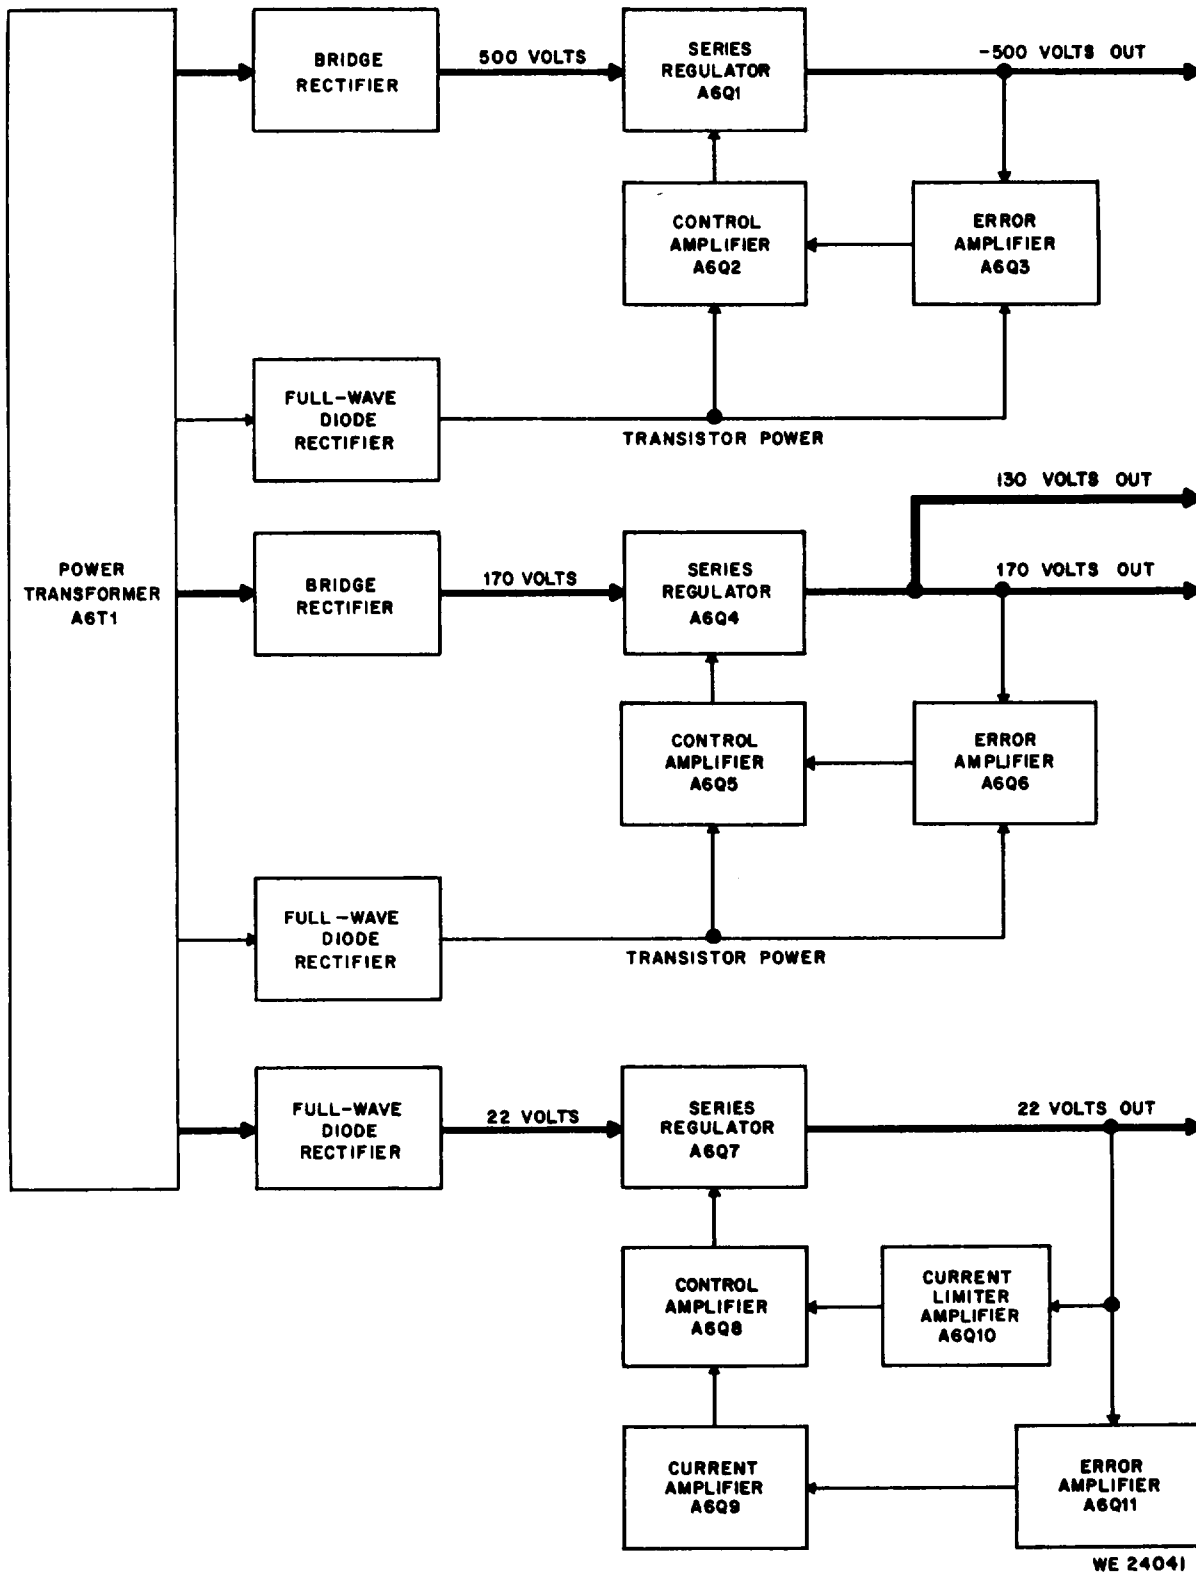 BRIDGE
RECTIFIER
500 VOLTS
SERIES
REGULATOR
A6Q1
-500 VOLTS OUT
CONTROL
AMPLIFIER
A6Q2
ERROR
AMPLIFIER
A6Q3
FULL-WAVE
DIODE
RECTIFIER
TRANSISTOR POWER
130 VOLTS OUT
POWER
TRANSFORMER
A6T1
BRIDGE
RECTIFIER
170 VOLTS
SERIES
REGULATOR
A6Q4
170 VOLTS OUT
CONTROL
AMPLIFIER
A6Q5
ERROR
AMPLIFIER
A6Q6
FULL-WAVE
DIODE
RECTIFIER
TRANSISTOR POWER
FULL-WAVE
DIODE
RECTIFIER
22 VOLTS
SERIES
REGULATOR
A6Q7
22 VOLTS OUT
CONTROL
AMPLIFIER
A6Q8
CURRENT
LIMITER
AMPLIFIER
A6Q10
CURRENT
AMPLIFIER
A6Q9
ERROR
AMPLIFIER
A6Q11
WE 24041